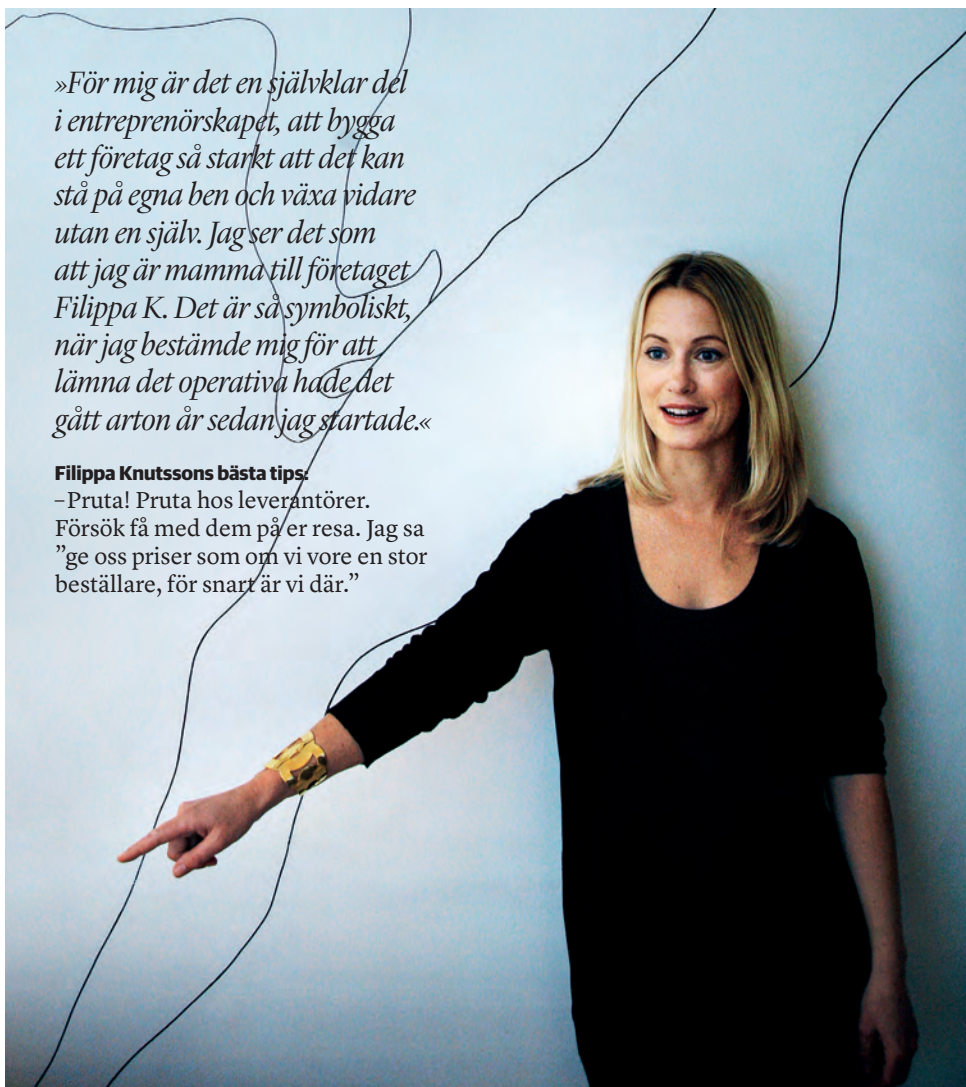 »För mig är det en självklar del
i entreprenörskapet, att bygga
ett företag så starkt att det kan
stå på egna ben och växa vidare
utan en själv. Jag ser det som
att jag är mamma till företaget
Filippa K. Det är så symboliskt,
när jag bestämde mig för att
lämna det operativa hade det
gått arton år sedan jag startade.«
Filippa Knutssons bästa tips:
–Pruta! Pruta hos leverantörer.
Försök få med dem på er resa. Jag sa
”ge oss priser som om vi vore en stor
beställare, för snart är vi där.”